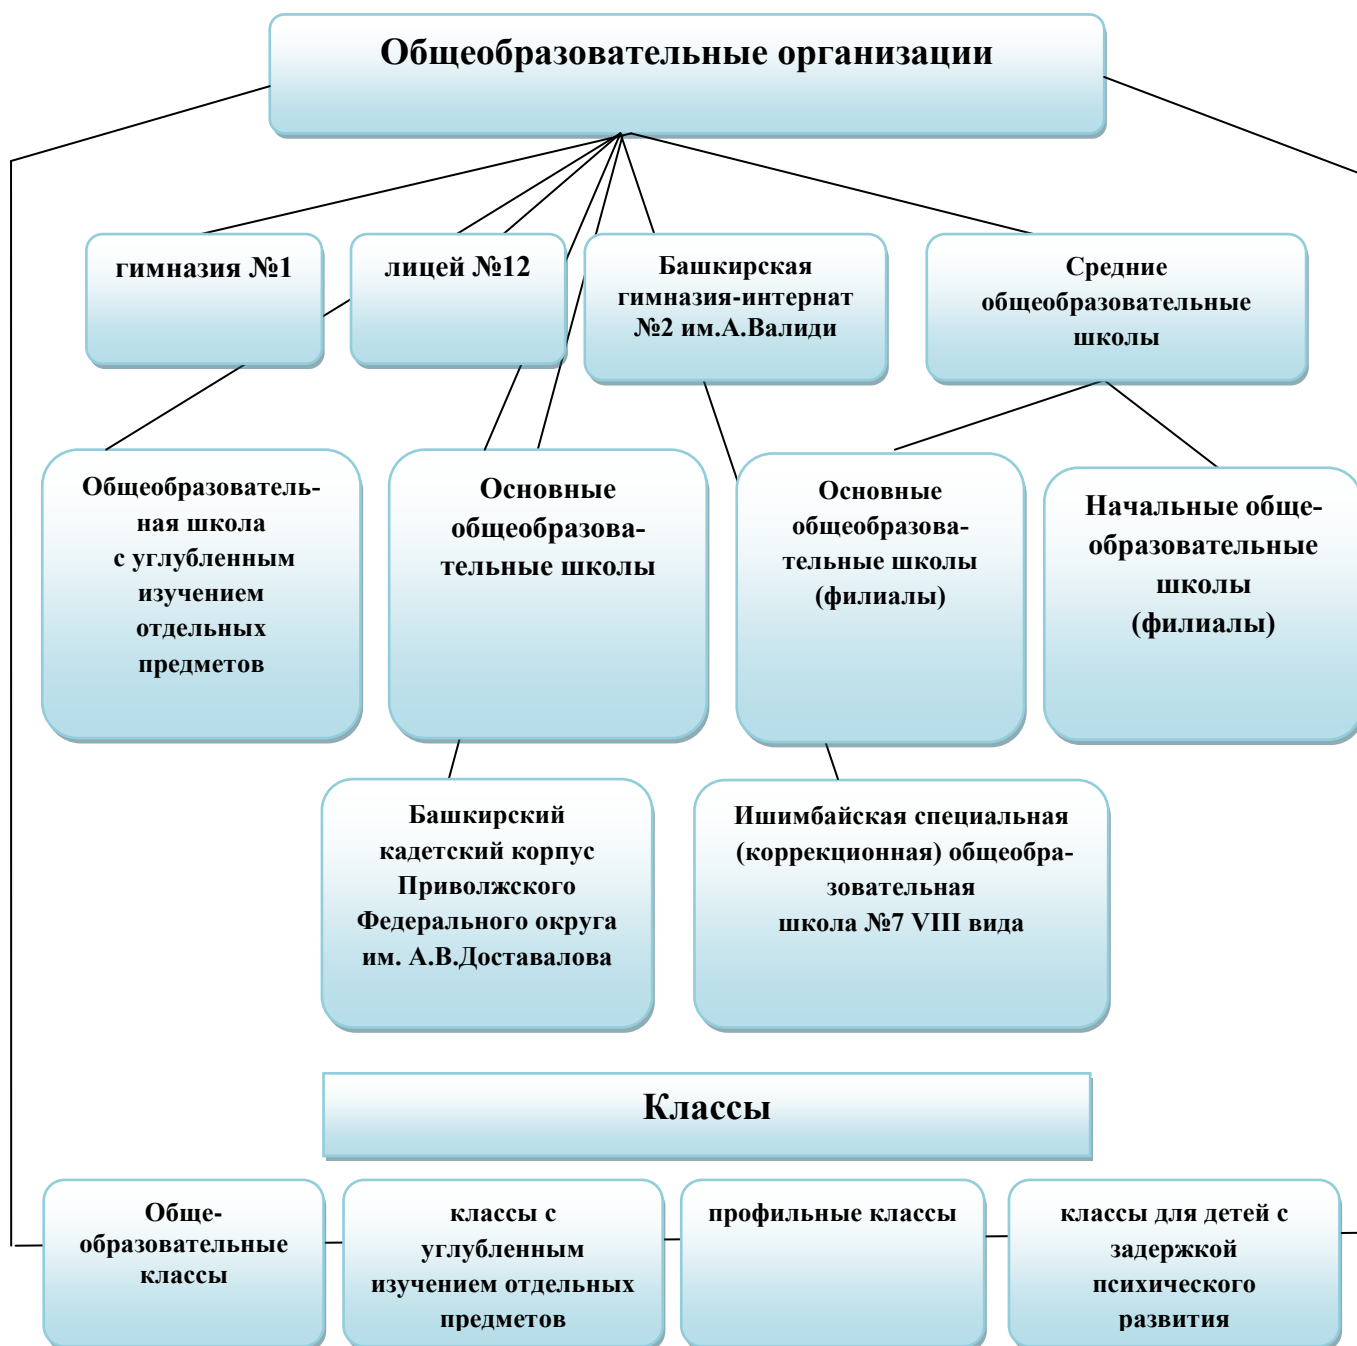 Общеобразовательные организации
гимназия №1
лицей №12
Башкирская
гимназия-интернат
№2 им.А.Валиди
Средние
общеобразовательные
школы
Общеобразователь-
ная школа
с углубленным
изучением
отдельных
предметов
Основные
общеобразова-
тельные школы
Основные
общеобразова-
тельные школы
(филиалы)
Начальные обще-
образовательные
школы
(филиалы)
Башкирский
кадетский корпус
Приволжского
Федерального округа
им. А.В.Доставалова
Ишимбайская специальная
(коррекционная) общеобра-
зовательная
школа №7 VIII вида
Классы
Обще-
образовательные
классы
классы с
углубленным
изучением отдельных
предметов
профильные классы
классы для детей с
задержкой
психического
развития